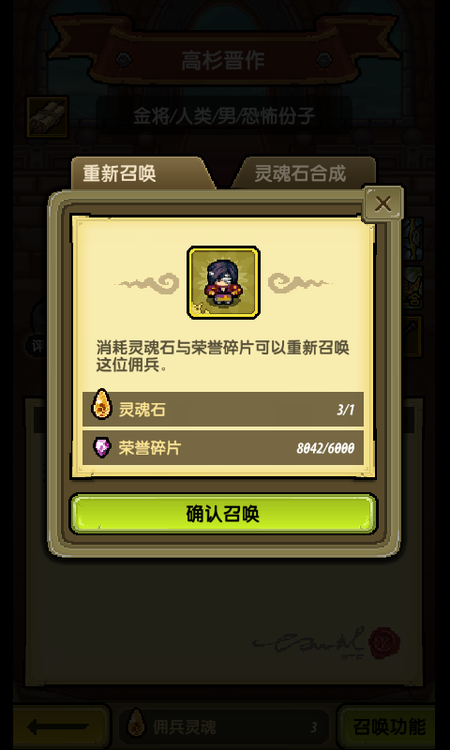 高杉晋作
金将/人类/男/恐怖份子
重新召唤
灵魂石合成
消耗灵魂石与荣誉碎片可以重新召唤
这位佣兵。
灵魂石 3/1
荣誉碎片 8042/6000
确认召唤
佣兵灵魂 3
召唤功能